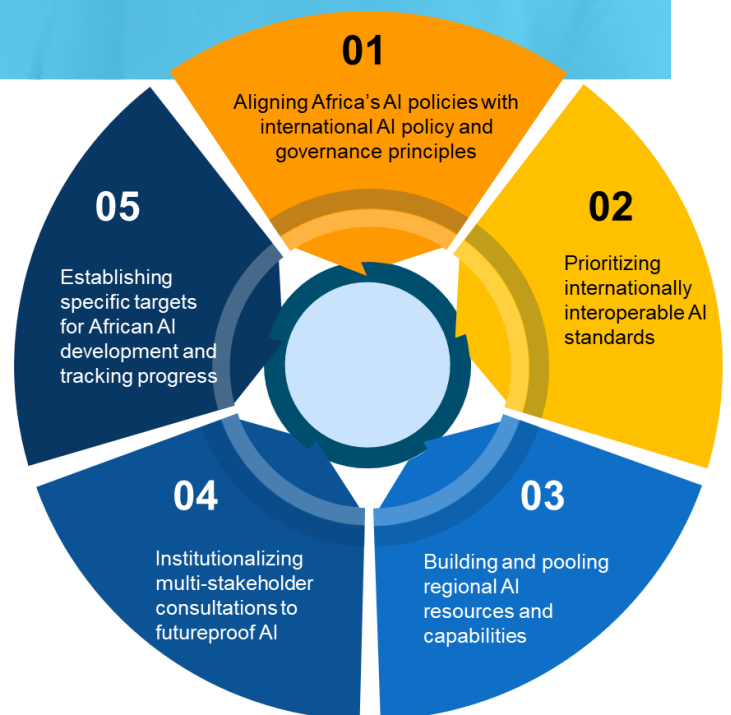 01
Aligning Africa's AI policies with
international AI policy and
governance principles
02
Prioritizing
internationally
interoperable AI
standards
03
Building and pooling
regional AI
resources and
capabilities
04
Institutionalizing
multi-stakeholder
consultations to
futureproof AI
05
Establishing
specific targets
for African AI
development and
tracking progress